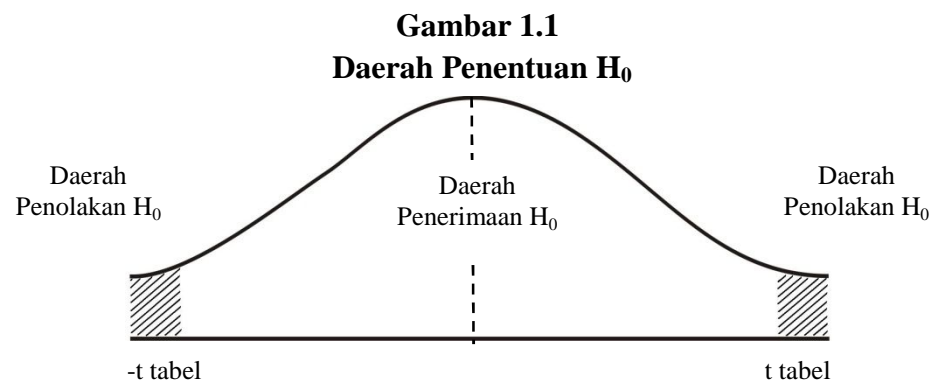 Gambar 1.1
Daerah Penentuan H₀
Daerah
Penolakan H₀
Daerah
Penerimaan H₀
Daerah
Penolakan H₀
-t tabel
t tabel